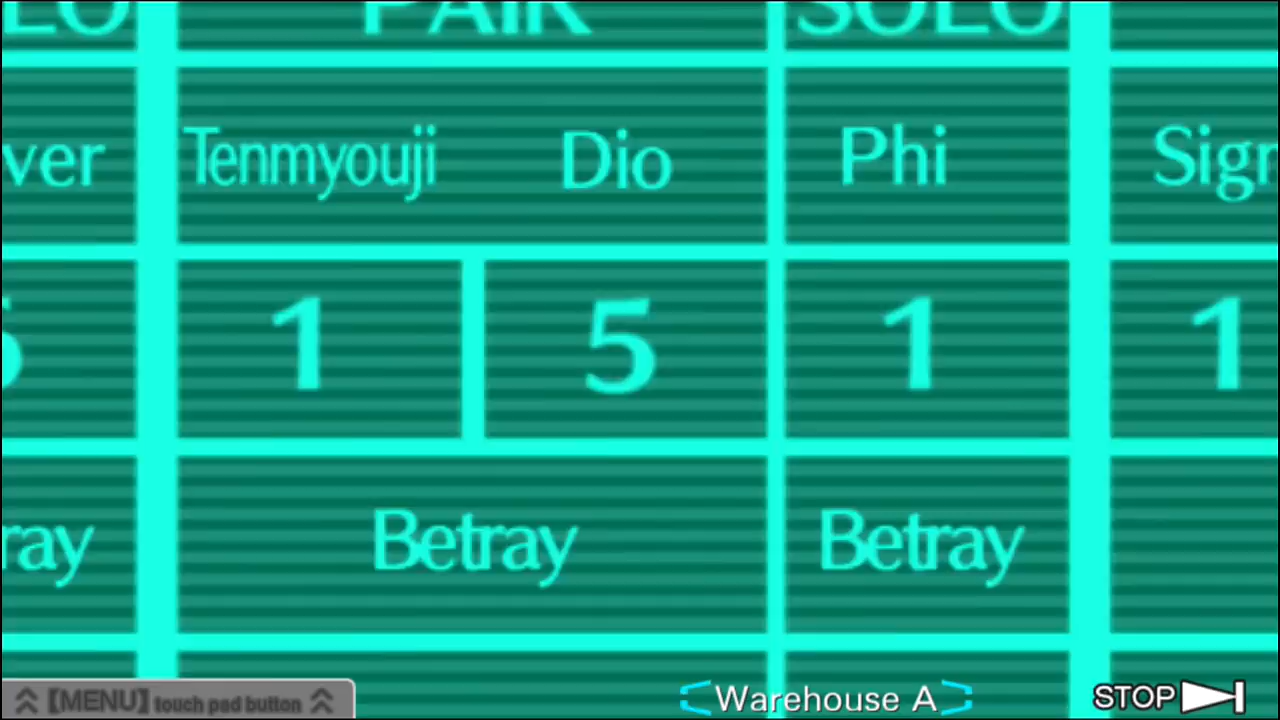 PAIR SOLO
Tenmyouji Dio Phi
1 5 1 1
Betray Betray
【MENU】touch pad button Warehouse A STOP